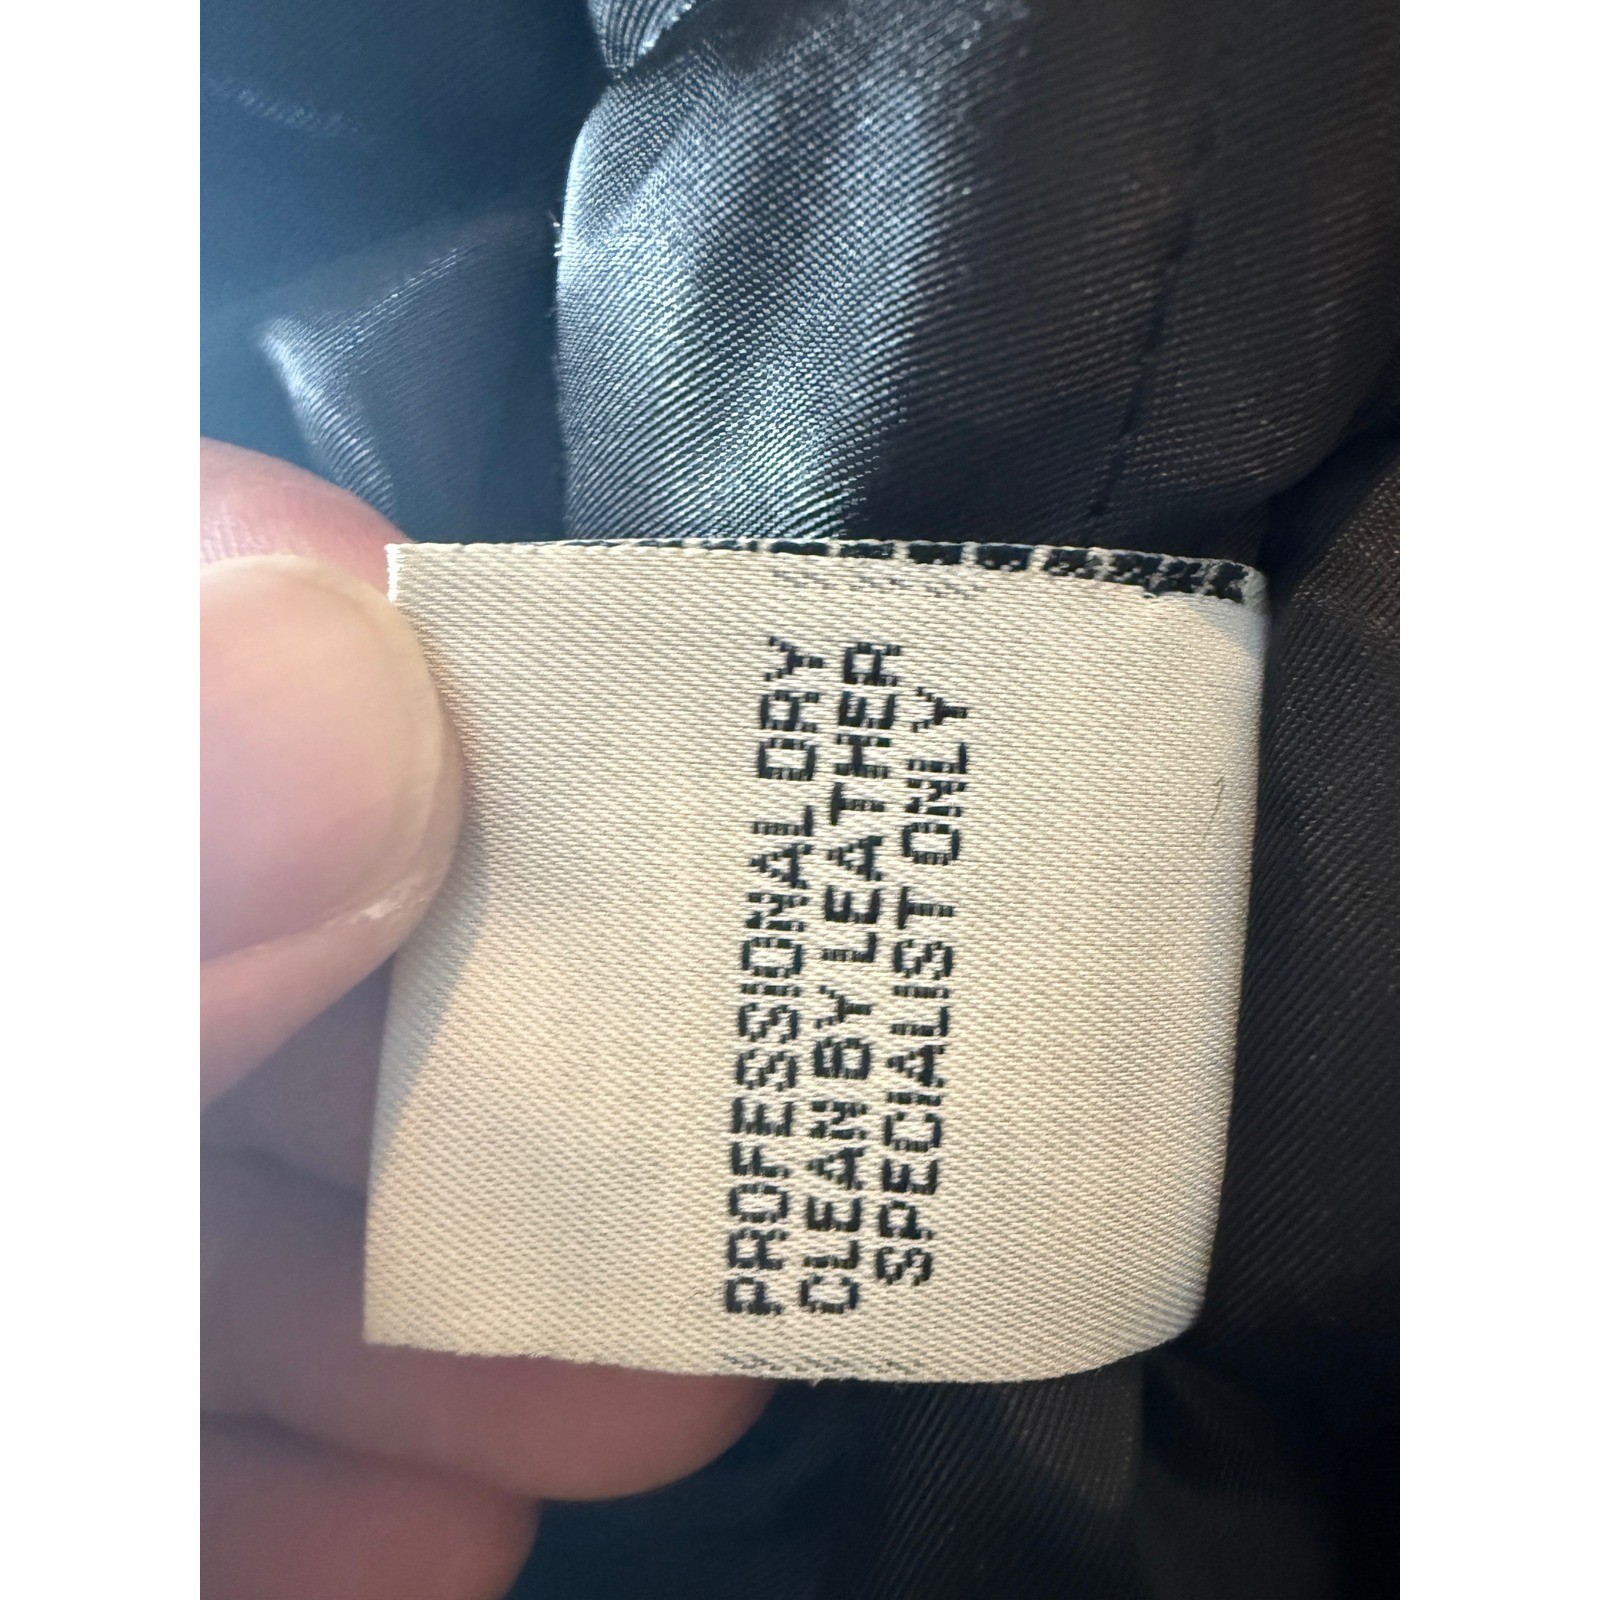 PROFESSIONAL DRY
CLEAN BY LEATHER
SPECIALIST ONLY